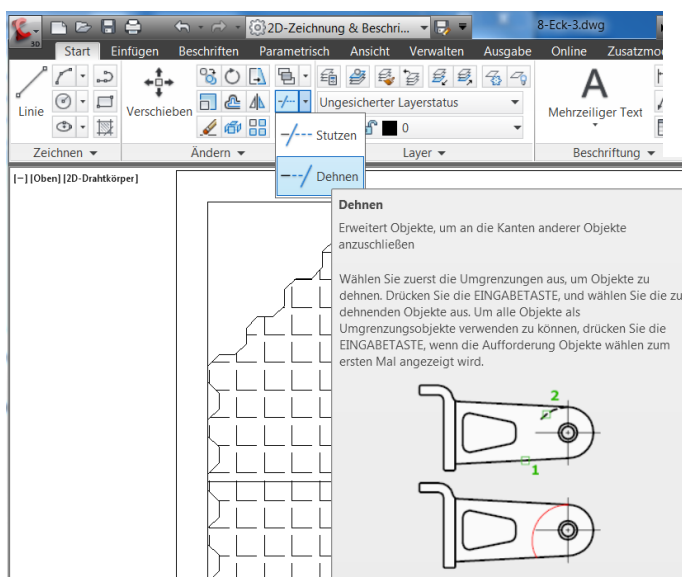 2D-Zeichnung & Beschri...
8-Eck-3.dwg
3D
Start Einfügen Beschriften Parametrisch Ansicht Verwalten Ausgabe Online Zusatzmo
Linie
Verschieben
Ungesicherter Layerstatus
Mehrzeiliger Text
0
Stutzen
Zeichnen
Ändern
Layer
Beschriftung
Dehnen
[−][Oben][2D-Drahtkörper]
Dehnen
Erweitert Objekte, um an die Kanten anderer Objekte
anzuschließen
Wählen Sie zuerst die Umgrenzungen aus, um Objekte zu
dehnen. Drücken Sie die EINGABETASTE, und wählen Sie die zu
dehnenden Objekte aus. Um alle Objekte als
Umgrenzungsobjekte verwenden zu können, drücken Sie die
EINGABETASTE, wenn die Aufforderung Objekte wählen zum
ersten Mal angezeigt wird.
2
1